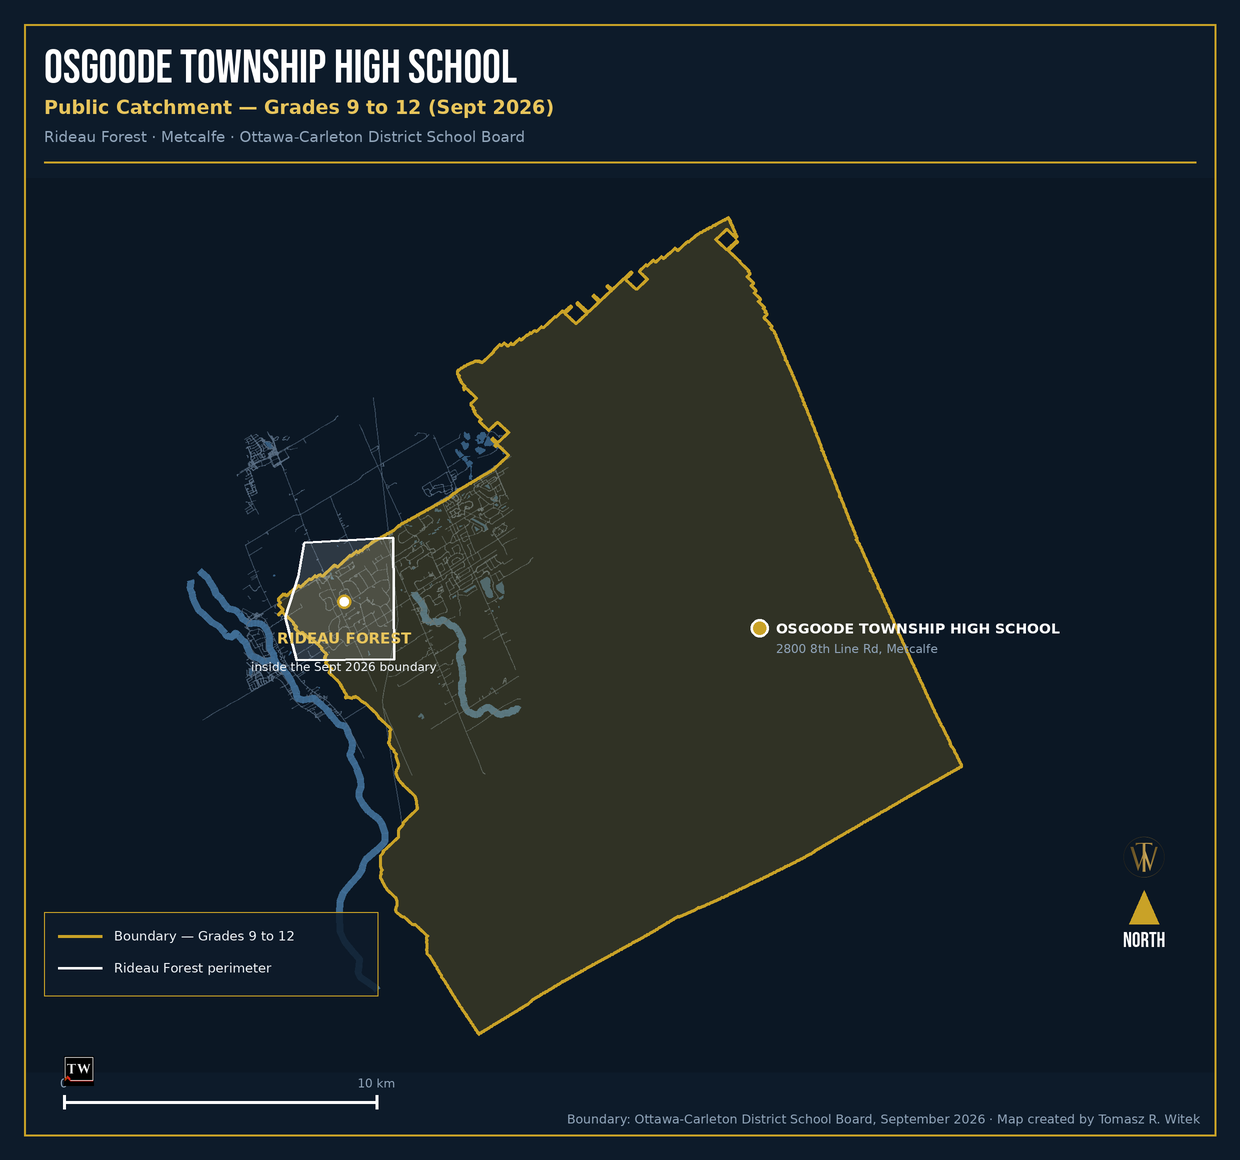 OSGOODE TOWNSHIP HIGH SCHOOL
Public Catchment — Grades 9 to 12 (Sept 2026)
Rideau Forest · Metcalfe · Ottawa-Carleton District School Board
OSGOODE TOWNSHIP HIGH SCHOOL
2800 8th Line Rd, Metcalfe
RIDEAU FOREST
inside the Sept 2026 boundary
TW
NORTH
Boundary — Grades 9 to 12
Rideau Forest perimeter
TW
0 10 km
Boundary: Ottawa-Carleton District School Board, September 2026 · Map created by Tomasz R. Witek